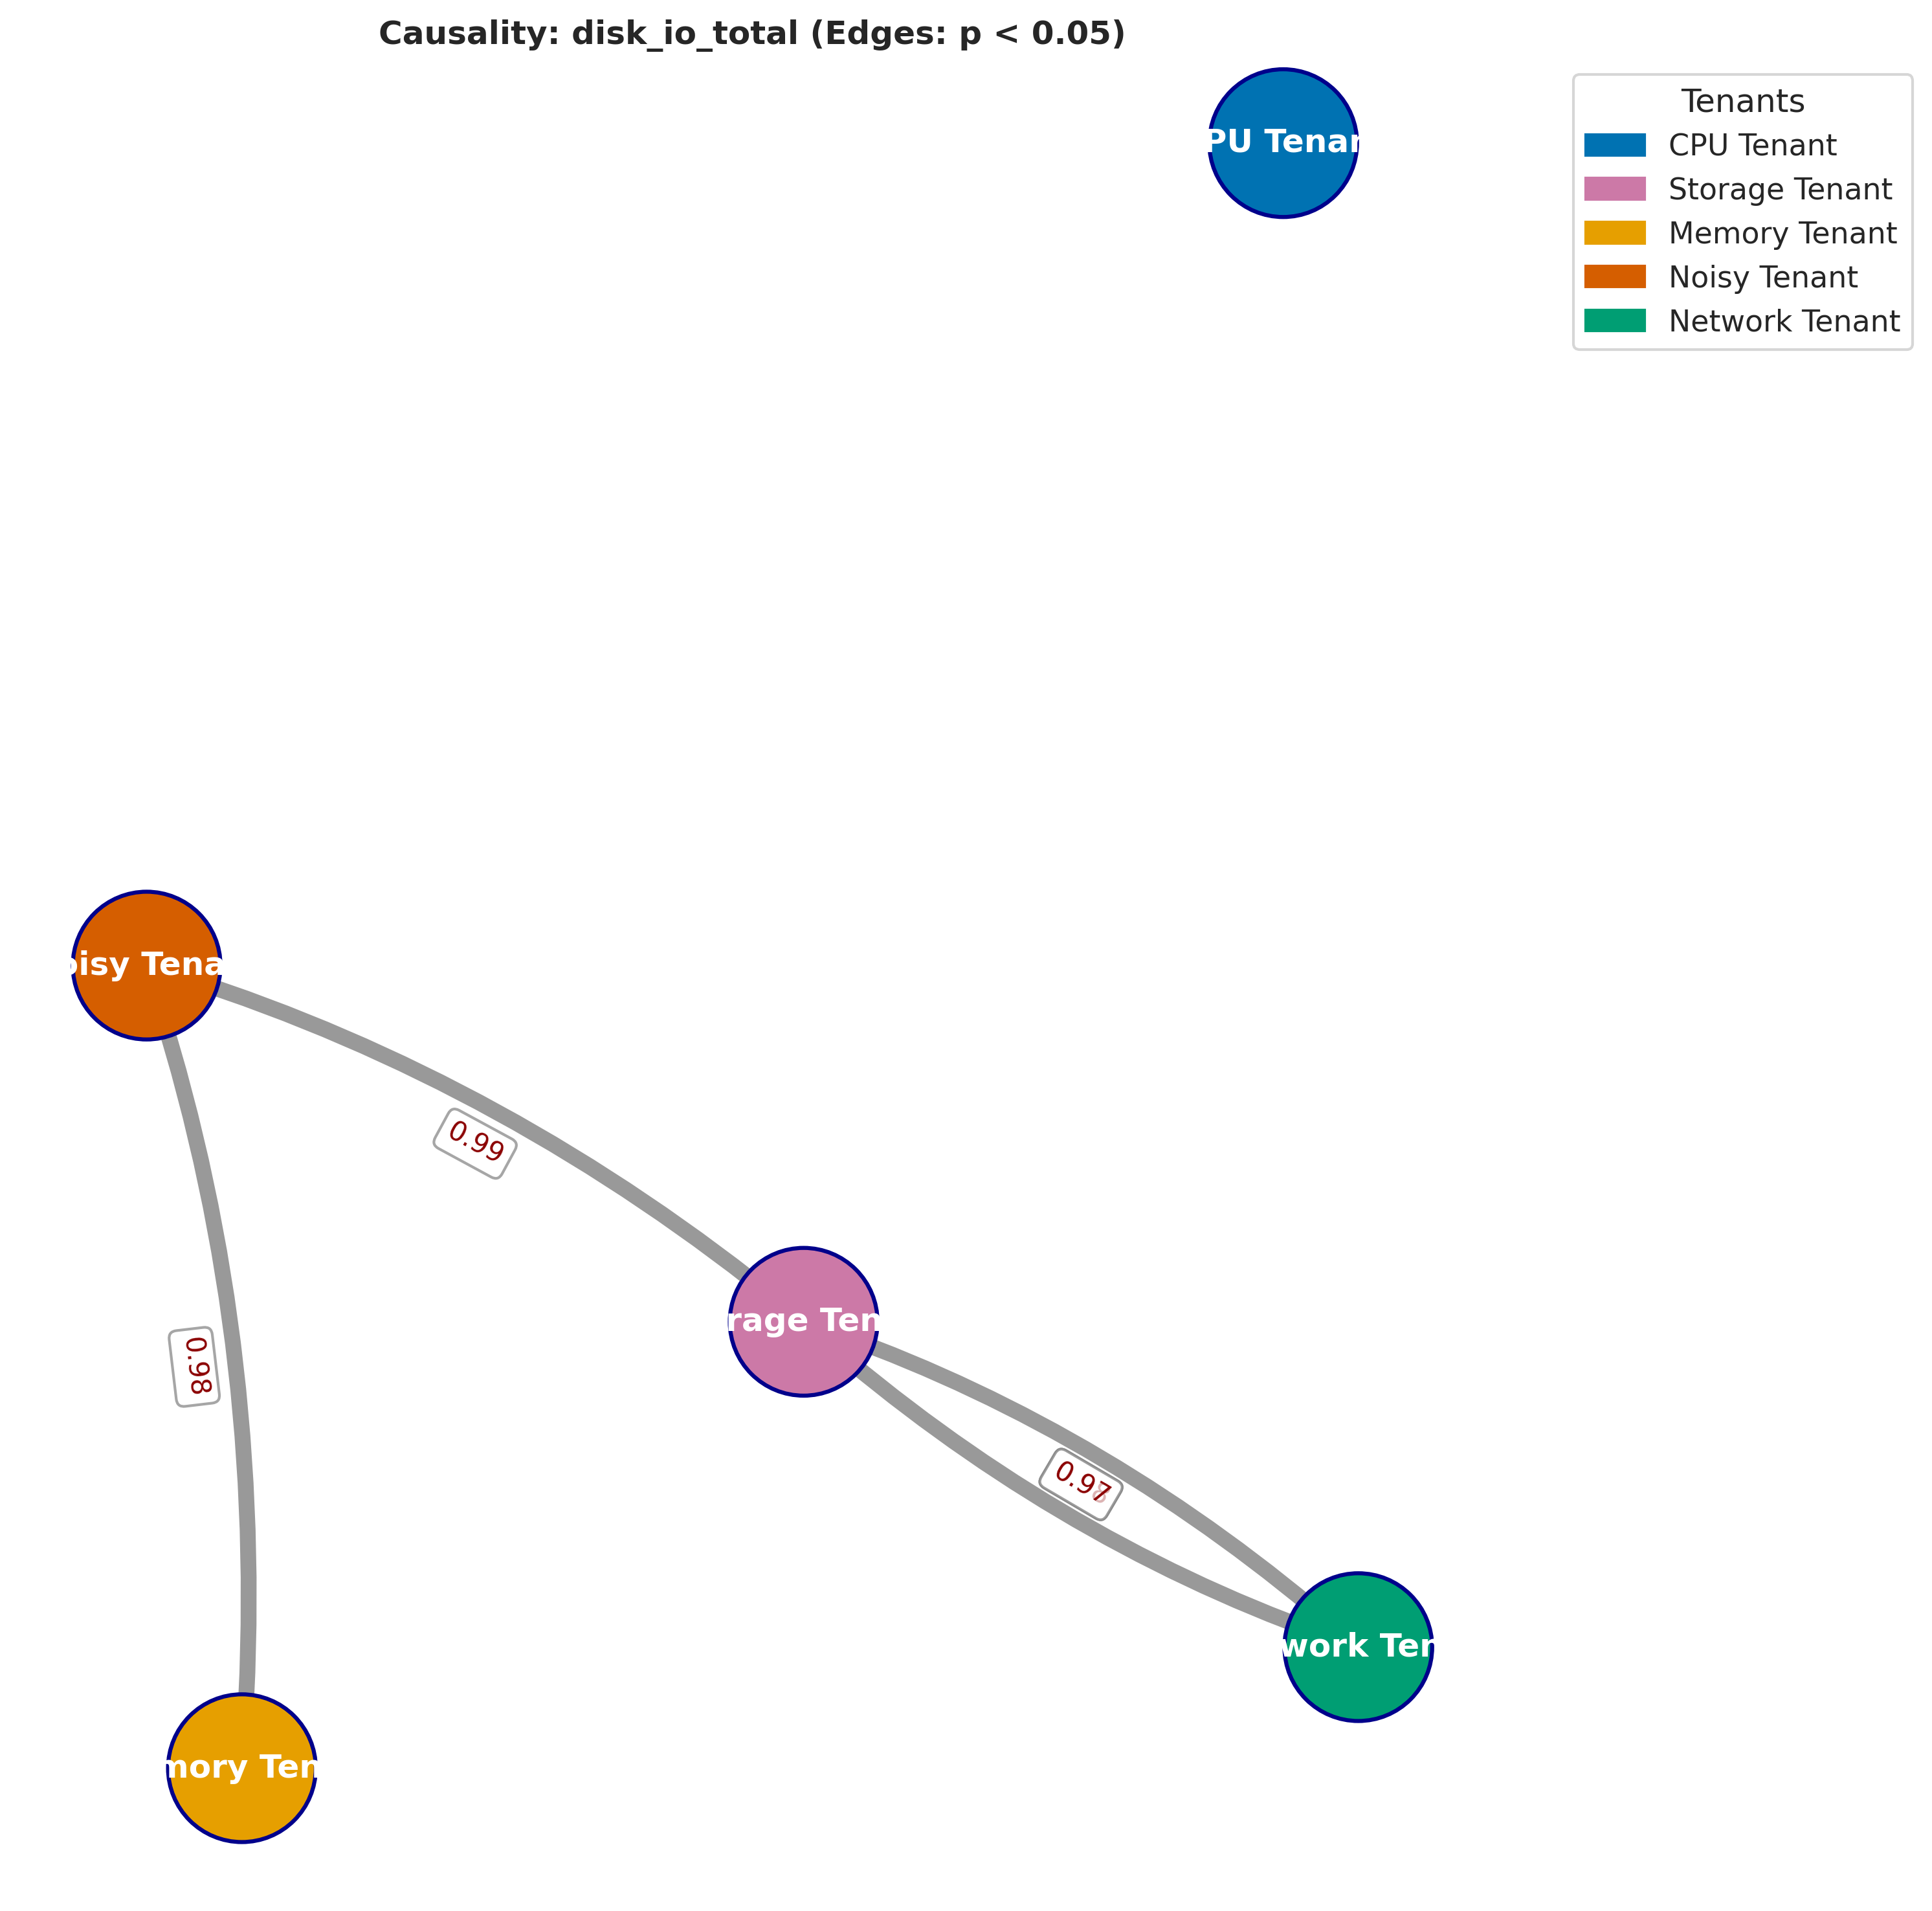 Causality: disk_io_total (Edges: p < 0.05)
PU Tenan
Tenants
CPU Tenant
Storage Tenant
Memory Tenant
Noisy Tenant
Network Tenant
oisy Tena
0.99
rage Ten
0.98
0.97
work Ten
mory Ten